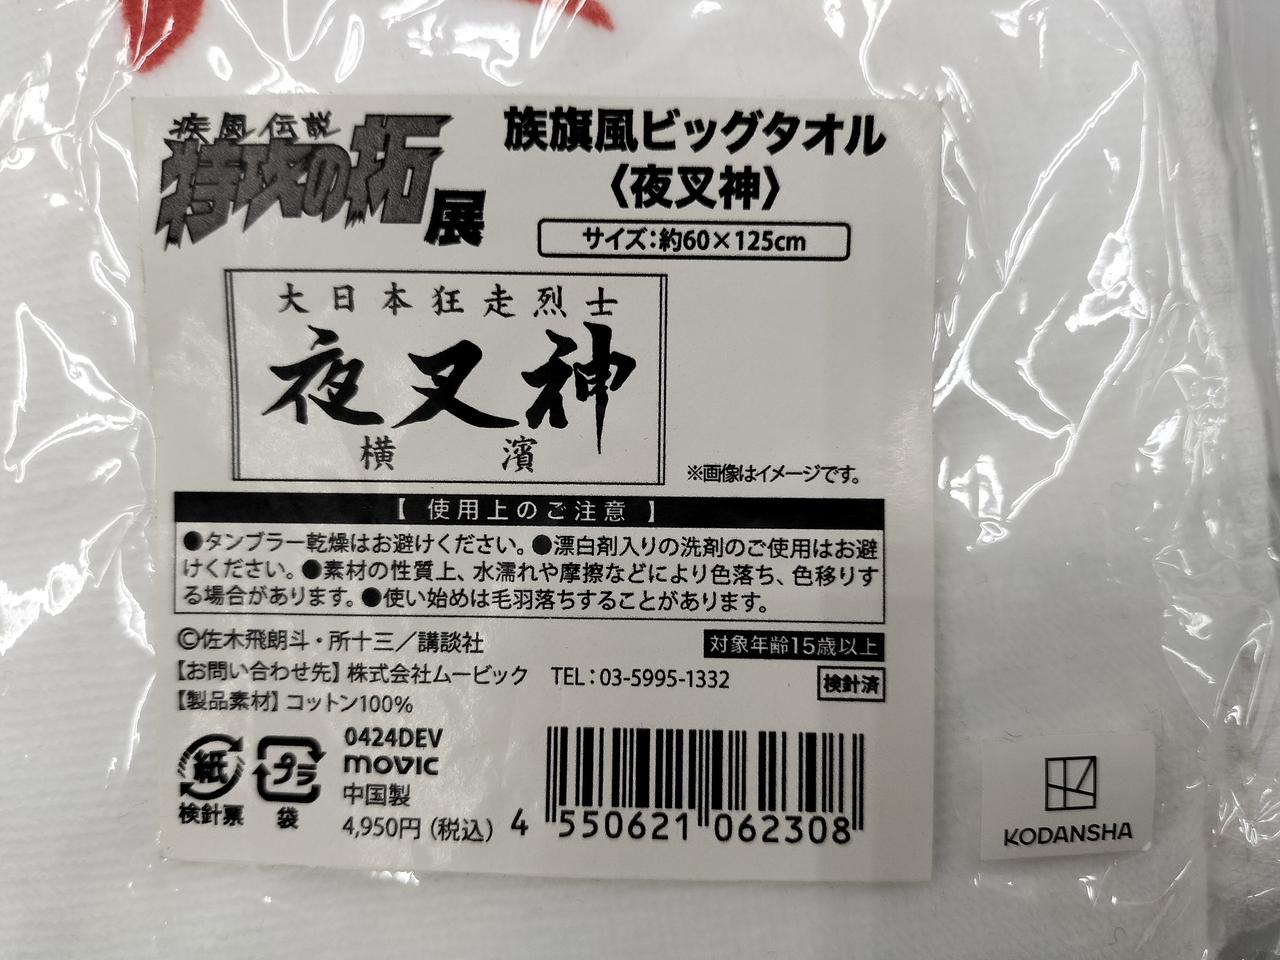 疾風伝説
特攻の拓
展
族旗風ビッグタオル
〈夜叉神〉
サイズ：約60×125cm
大日本狂走烈士
夜叉神
横濱
※画像はイメージです。
【 使用上のご注意 】
●タンブラー乾燥はお避けください。●漂白剤入りの洗剤のご使用はお避
けください。●素材の性質上、水濡れや摩擦などにより色落ち、色移りす
る場合があります。●使い始めは毛羽落ちすることがあります。
©佐木飛朗斗・所十三／講談社
対象年齢15歳以上
【お問い合わせ先】株式会社ムービック TEL：03-5995-1332
検針済
【製品素材】コットン100%
紙
検針票
プラ
袋
0424DEV
movic
中国製
4,950円（税込）
4 550621 062308
KODANSHA